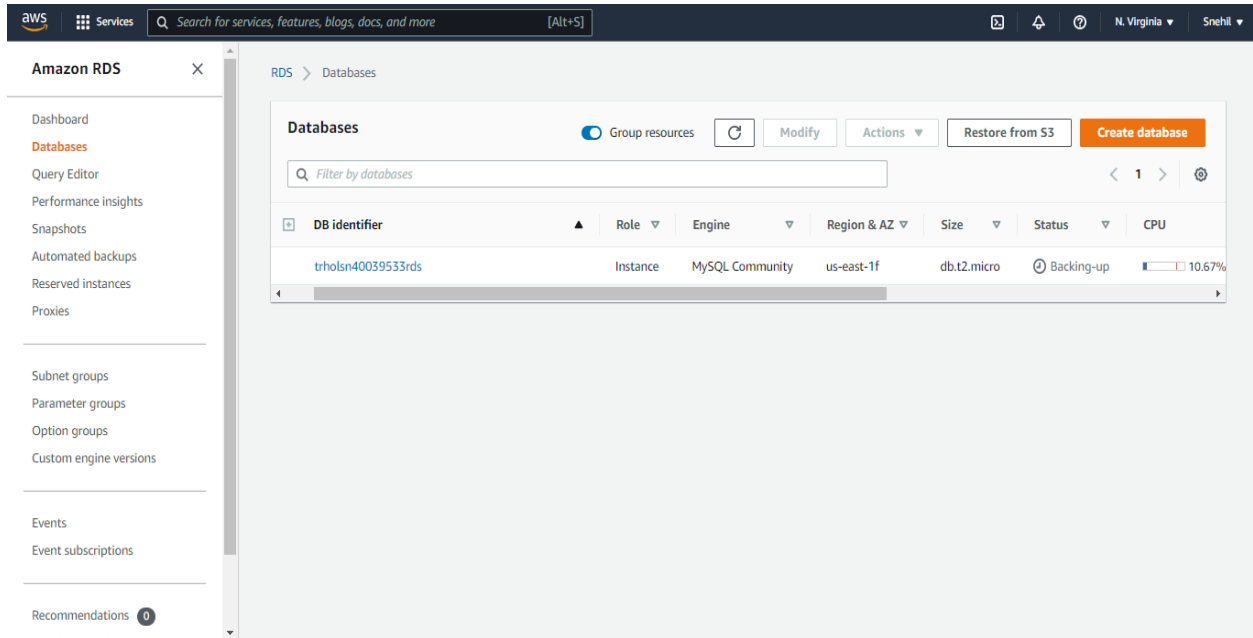 aws Services Search for services, features, blogs, docs, and more [Alt+S] N. Virginia Snehil
Amazon RDS
Dashboard
Databases
Query Editor
Performance insights
Snapshots
Automated backups
Reserved instances
Proxies
Subnet groups
Parameter groups
Option groups
Custom engine versions
Events
Event subscriptions
Recommendations 0
RDS > Databases
Databases Group resources Modify Actions Restore from S3 Create database
Filter by databases 1
DB identifier Role Engine Region & AZ Size Status CPU
trholsn40039533rds Instance MySQL Community us-east-1f db.t2.micro Backing-up 10.67%